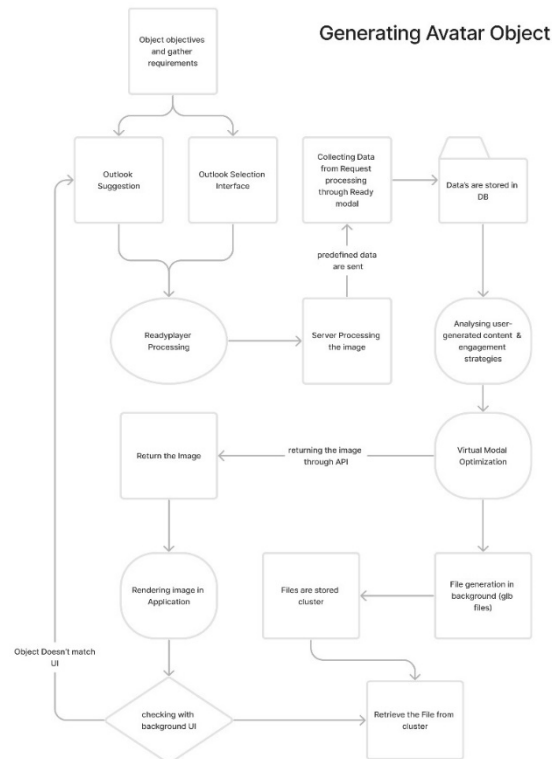 Generating Avatar Object
Object objectives
and gather
requirements
Outlook
Suggestion
Outlook Selection
Interface
Collecting Data
from Request
processing
through Ready
modal
Data's are stored in
DB
predefined data
are sent
Readyplayer
Processing
Server Processing
the image
Analysing user-
generated content &
engagement
strategies
Return the Image
returning the image
through API
Virtual Modal
Optimization
Rendering image in
Application
Files are stored
cluster
File generation in
background (glb
files)
Object Doesn't match
UI
checking with
background UI
Retrieve the File from
cluster